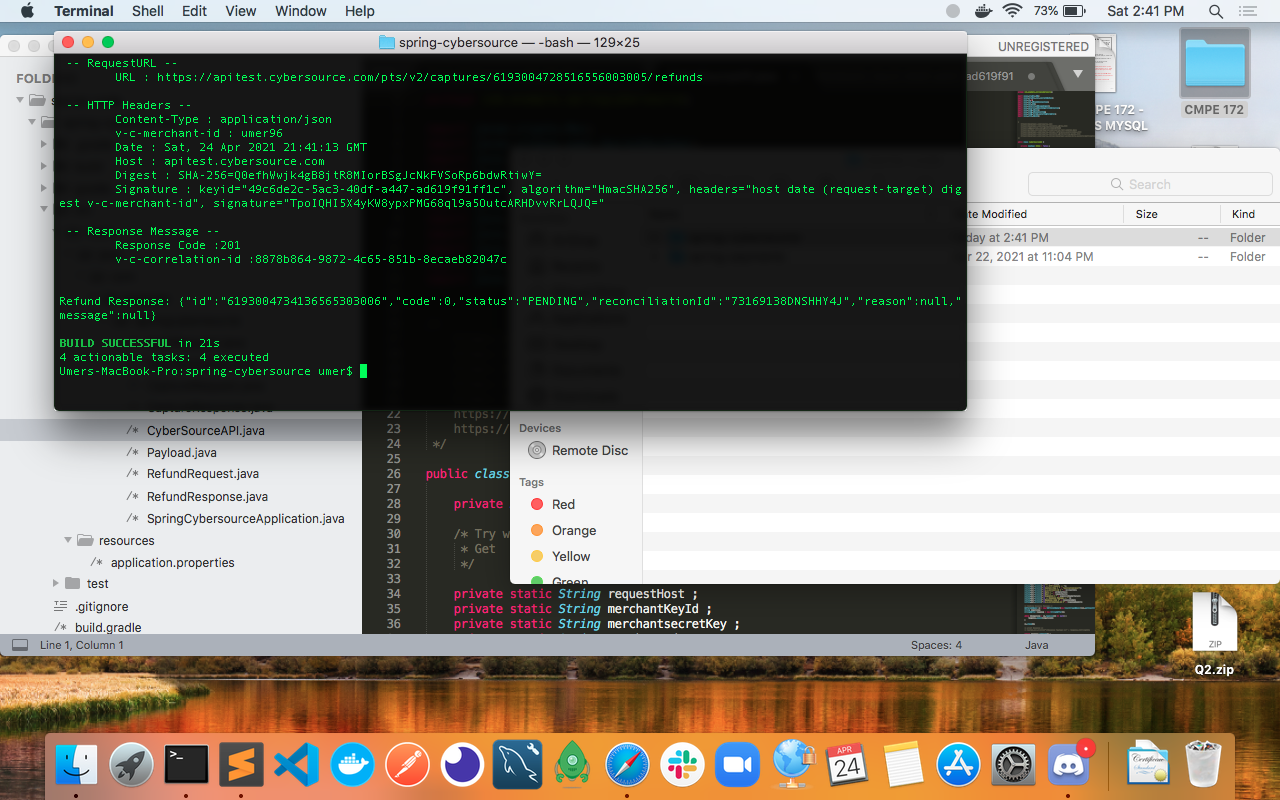 Terminal Shell Edit View Window Help 73% Sat 2:41 PM
spring-cybersource — -bash — 129×25
UNREGISTERED
-- RequestURL --
URL : https://apitest.cybersource.com/pts/v2/captures/6193004728516556003005/refunds
-- HTTP Headers --
Content-Type : application/json
v-c-merchant-id : umer96
Date : Sat, 24 Apr 2021 21:41:13 GMT
Host : apitest.cybersource.com
Digest : SHA-256=Q0efhWwjk4gB8jtR8MIorBSgJcNkFVSoRp6bdwRtiwY=
Signature : keyid="49c6de2c-5ac3-40df-a447-ad619f91ff1c", algorithm="HmacSHA256", headers="host date (request-target) dig
est v-c-merchant-id", signature="TpoIQHI5X4yKW8ypxPMG68ql9a5OutcARHDvvRrLQJQ="
-- Response Message --
Response Code :201
v-c-correlation-id :8878b864-9872-4c65-851b-8ecaeb82047c
Refund Response: {"id":"6193004734136565303006","code":0,"status":"PENDING","reconciliationId":"73169138DNSHHY4J","reason":null,"
message":null}
BUILD SUCCESSFUL in 21s
4 actionable tasks: 4 executed
Umers-MacBook-Pro:spring-cybersource umer$
FOLD
ad619f91
CMPE 172
PE 172 -
S MYSQL
Search
te Modified Size Kind
day at 2:41 PM -- Folder
r 22, 2021 at 11:04 PM -- Folder
/* CyberSourceAPI.java
/* Payload.java
/* RefundRequest.java
/* RefundResponse.java
/* SpringCybersourceApplication.java
resources
/* application.properties
test
.gitignore
/* build.gradle
22 https://
23 https://
24 */
25
26 public class
27
28 private
29
30 /* Try w
31 * Get
32 */
33
34 private static String requestHost ;
35 private static String merchantKeyId ;
36 private static String merchantsecretKey ;
Devices
Remote Disc
Tags
Red
Orange
Yellow
Green
Line 1, Column 1 Spaces: 4 Java
ZIP
Q2.zip
APR
24